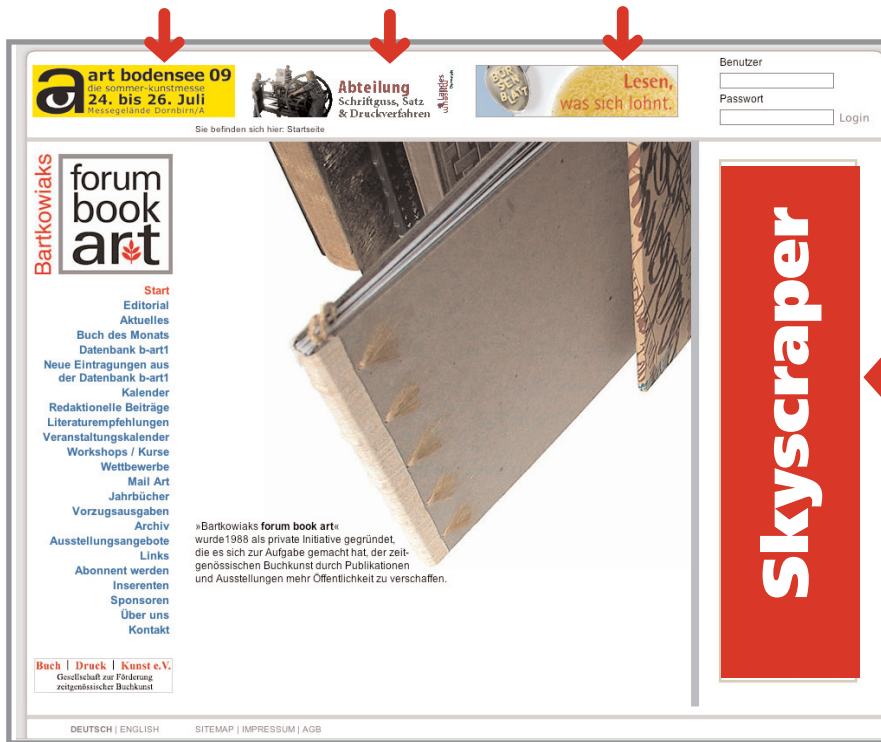 art bodensee 09
die sommer-kunstmesse
24. bis 26. Juli
Messegelände Dornbirn/A
Abteilung
Schriftguss, Satz
& Druckverfahren
BÖR
SEN
BLATT
Lesen,
was sich lohnt.
Benutzer
Passwort
Login
Sie befinden sich hier: Startseite
Bartkowiaks
forum
book
art
Start
Editorial
Aktuelles
Buch des Monats
Datenbank b-art1
Neue Eintragungen aus
der Datenbank b-art1
Kalender
Redaktionelle Beiträge
Literaturempfehlungen
Veranstaltungskalender
Workshops / Kurse
Wettbewerbe
Mail Art
Jahrbücher
Vorzugsausgaben
Archiv
Ausstellungsangebote
Links
Abonnent werden
Inserenten
Sponsoren
Über uns
Kontakt
»Bartkowiaks forum book art«
wurde1988 als private Initiative gegründet,
die es sich zur Aufgabe gemacht hat, der zeit-
genössischen Buchkunst durch Publikationen
und Ausstellungen mehr Öffentlichkeit zu verschaffen.
Skyscraper
Buch | Druck | Kunst e.V.
Gesellschaft zur Förderung
zeitgenössischer Buchkunst
DEUTSCH | ENGLISH
SITEMAP | IMPRESSUM | AGB